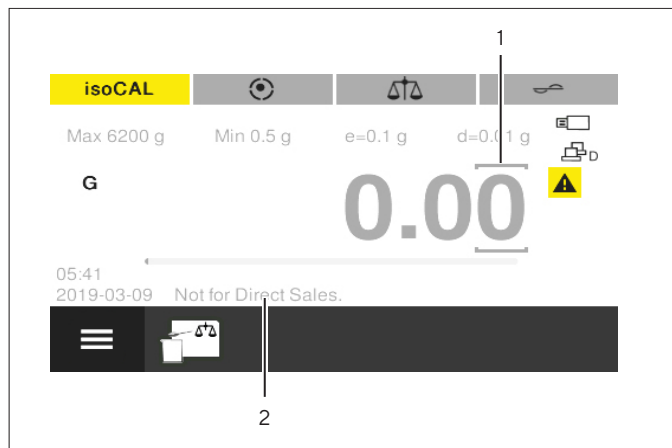 1
isoCAL
Max 6200 g Min 0.5 g e=0.1 g d=0.01 g
D
G 0.00
05:41
2019-03-09 Not for Direct Sales.
2